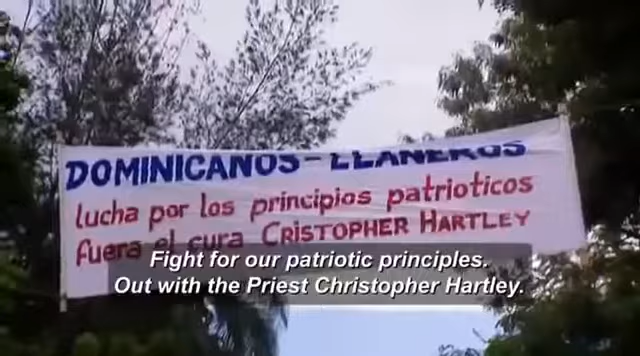 DOMINICANOS - LLANEROS
lucha por los principios patrioticos
fuera el cura CRISTOPHER HARTLEY
Fight for our patriotic principles.
Out with the Priest Christopher Hartley.